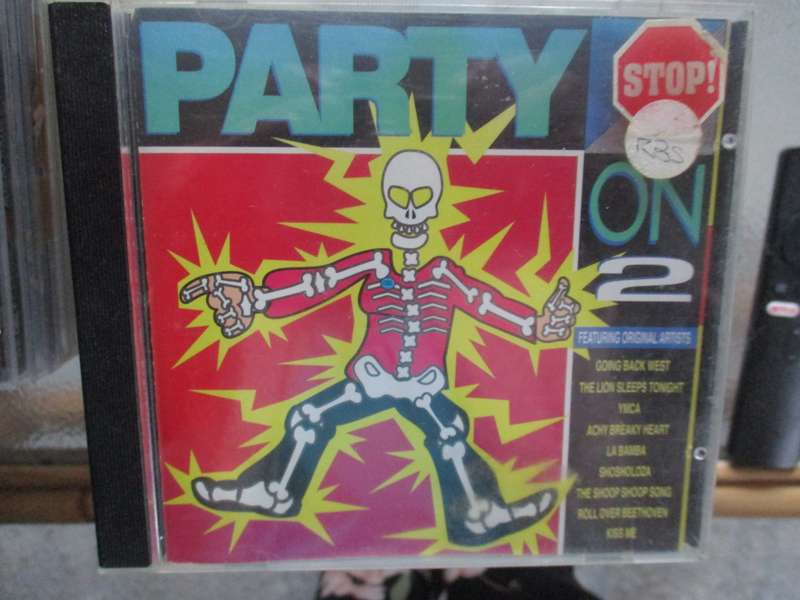 PARTY
STOP!
R35
ON
2
FEATURING ORIGINAL ARTISTS
GOING BACK WEST
THE LION SLEEPS TONIGHT
YMCA
ACHY BREAKY HEART
LA BAMBA
SHOSHOLOZA
THE SHOOP SHOOP SONG
ROLL OVER BEETHOVEN
KISS ME